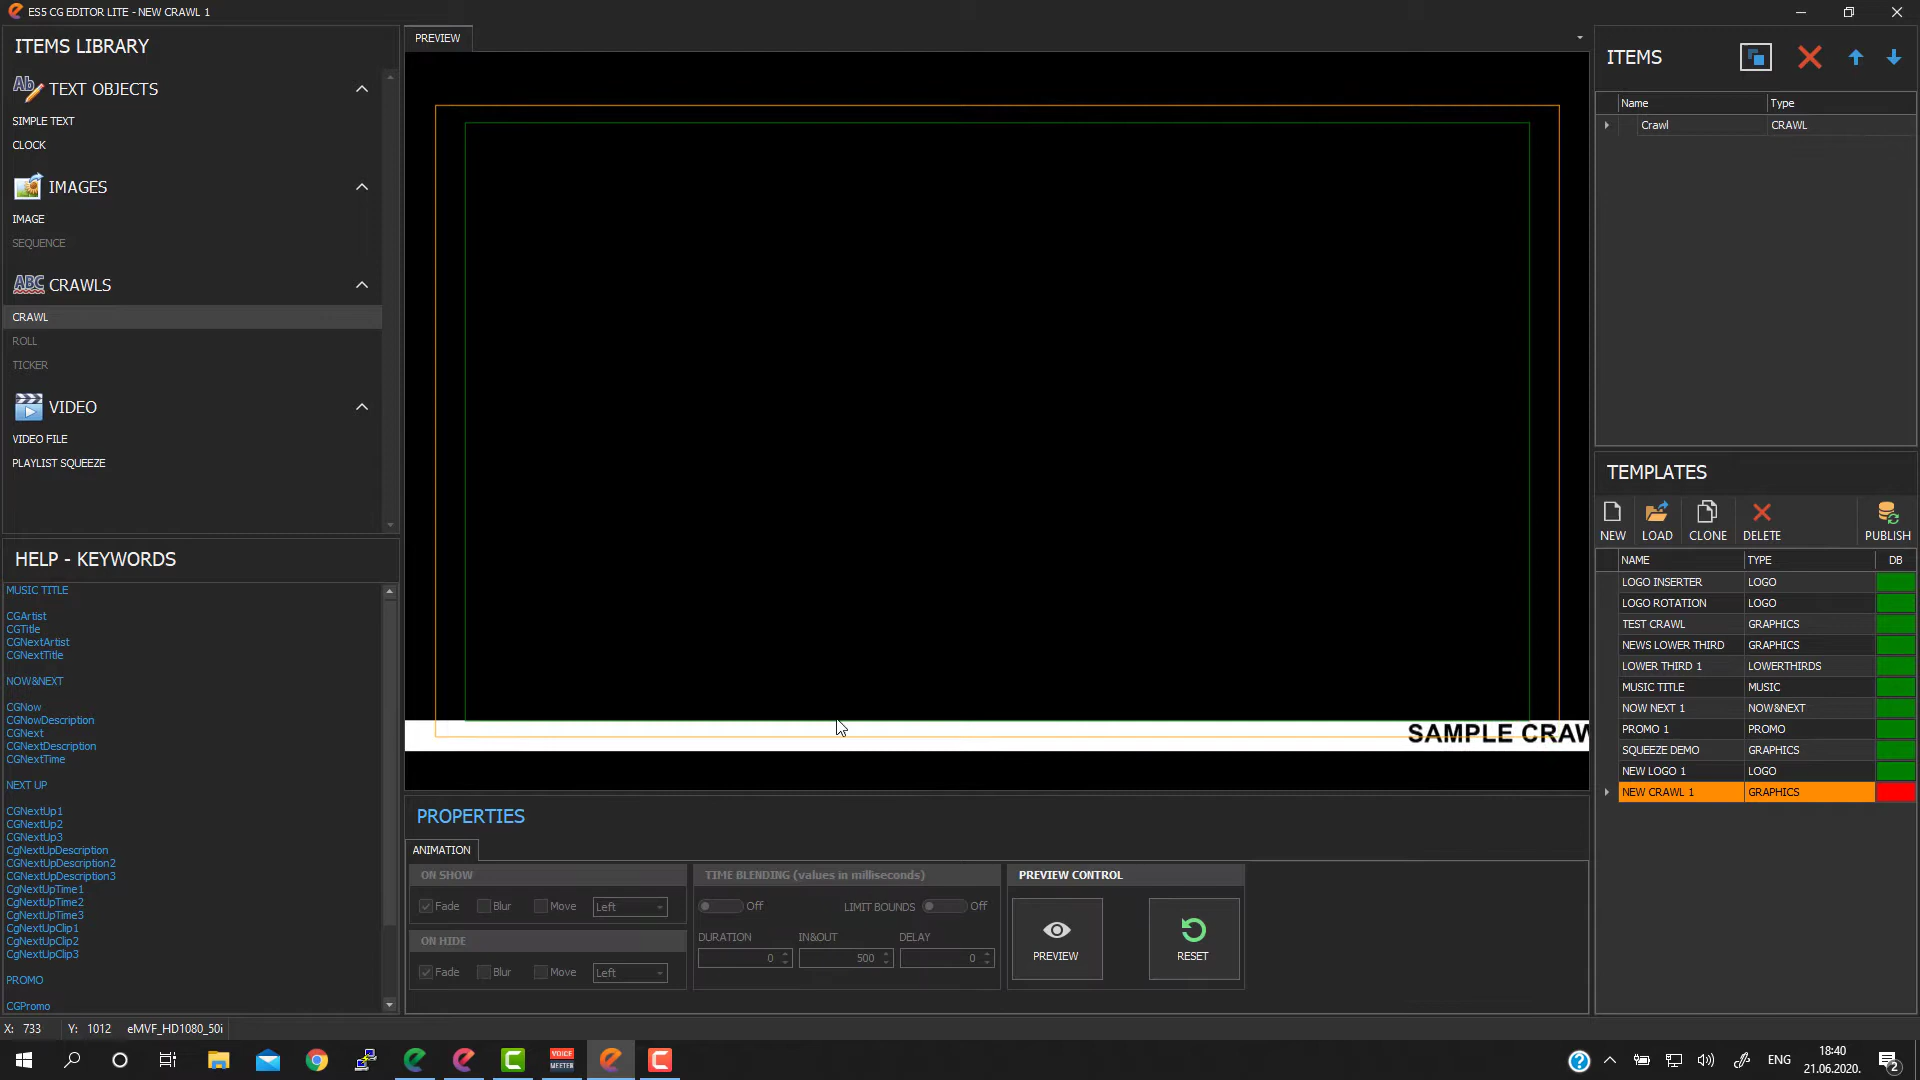 ES5 CG EDITOR LITE - NEW CRAWL 1
ITEMS LIBRARY
TEXT OBJECTS
SIMPLE TEXT
CLOCK
IMAGES
IMAGE
SEQUENCE
ABC CRAWLS
CRAWL
ROLL
TICKER
VIDEO
VIDEO FILE
PLAYLIST SQUEEZE
HELP - KEYWORDS
MUSIC TITLE
CGArtist
CGTitle
CGNextArtist
CGNextTitle
NOW&NEXT
CGNow
CGNowDescription
CGNext
CGNextDescription
CGNextTime
NEXT UP
CGNextUp1
CGNextUp2
CGNextUp3
CgNextUpDescription
CGNextUpDescription2
CGNextUpDescription3
CgNextUpTime1
CgNextUpTime2
CgNextUpTime3
CgNextUpClip1
CgNextUpClip2
CgNextUpClip3
PROMO
CGPromo
PREVIEW
SAMPLE CRAW
PROPERTIES
ANIMATION
ON SHOW
Fade Blur Move Left
ON HIDE
Fade Blur Move Left
TIME BLENDING (values in milliseconds)
Off LIMIT BOUNDS Off
DURATION IN&OUT DELAY
0 500 0
PREVIEW CONTROL
PREVIEW RESET
ITEMS
Name Type
Crawl CRAWL
TEMPLATES
NEW LOAD CLONE DELETE PUBLISH
NAME TYPE DB
LOGO INSERTER LOGO
LOGO ROTATION LOGO
TEST CRAWL GRAPHICS
NEWS LOWER THIRD GRAPHICS
LOWER THIRD 1 LOWERTHIRDS
MUSIC TITLE MUSIC
NOW NEXT 1 NOW&NEXT
PROMO 1 PROMO
SQUEEZE DEMO GRAPHICS
NEW LOGO 1 LOGO
NEW CRAWL 1 GRAPHICS
X: 733 Y: 1012 eMVF_HD1080_50i
VOICE
MEETER
ENG
18:40
21.06.2020.
2